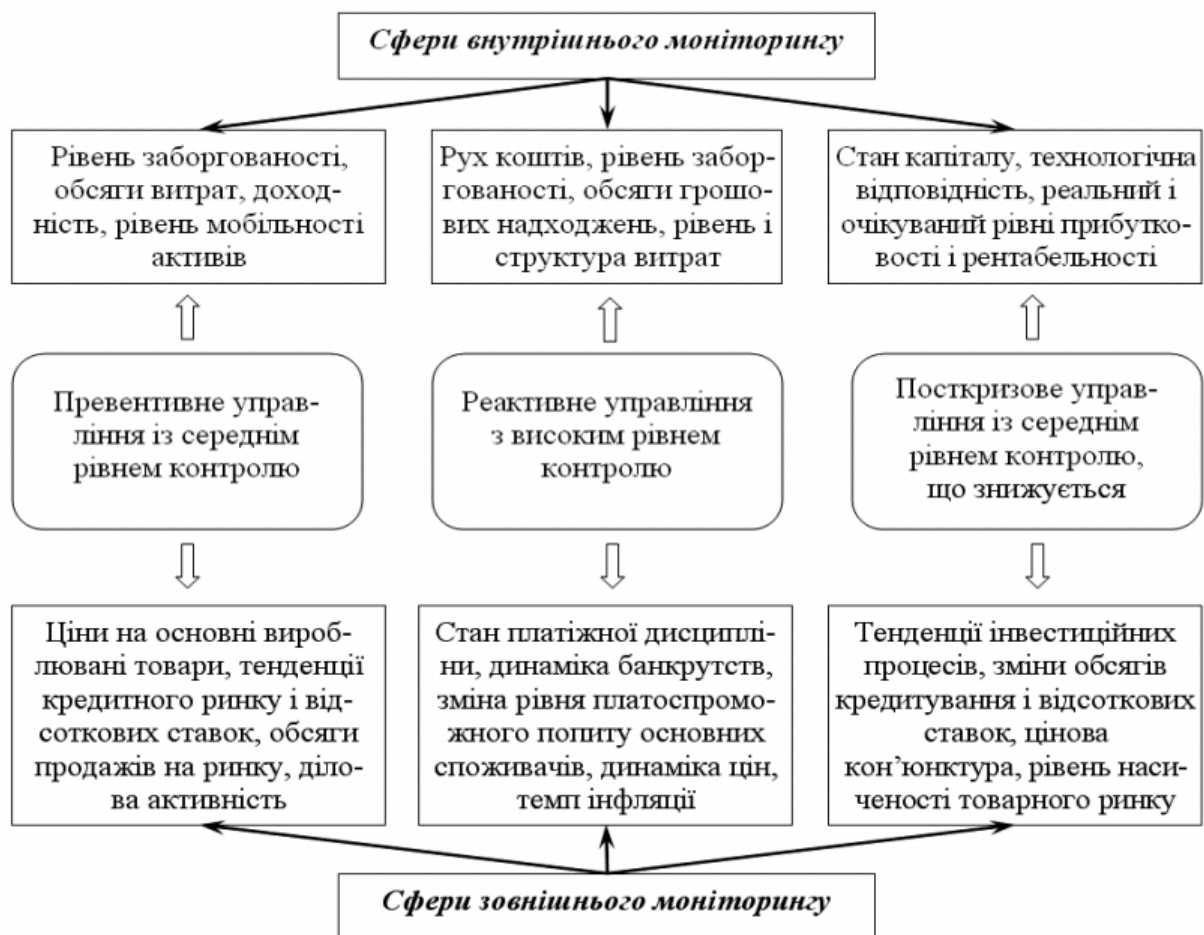 Сфери внутрішнього моніторингу
Рівень заборгованості,
обсяги витрат, доход-
ність, рівень мобільності
активів
Рух коштів, рівень забор-
гованості, обсяги грошо-
вих надходжень, рівень і
структура витрат
Стан капіталу, технологічна
відповідність, реальний і
очікуваний рівні прибутко-
вості і рентабельності
Превентивне управ-
ління із середнім
рівнем контролю
Реактивне управління
з високим рівнем
контролю
Посткризове управ-
ління із середнім
рівнем контролю,
що знижується
Ціни на основні вироб-
лювані товари, тенденції
кредитного ринку і від-
соткових ставок, обсяги
продажів на ринку, діло-
ва активність
Стан платіжної дисциплі-
ни, динаміка банкрутств,
зміна рівня платоспромо-
жного попиту основних
споживачів, динаміка цін,
темп інфляції
Тенденції інвестиційних
процесів, зміни обсягів
кредитування і відсоткових
ставок, цінова
кон’юнктура, рівень наси-
ченості товарного ринку
Сфери зовнішнього моніторингу